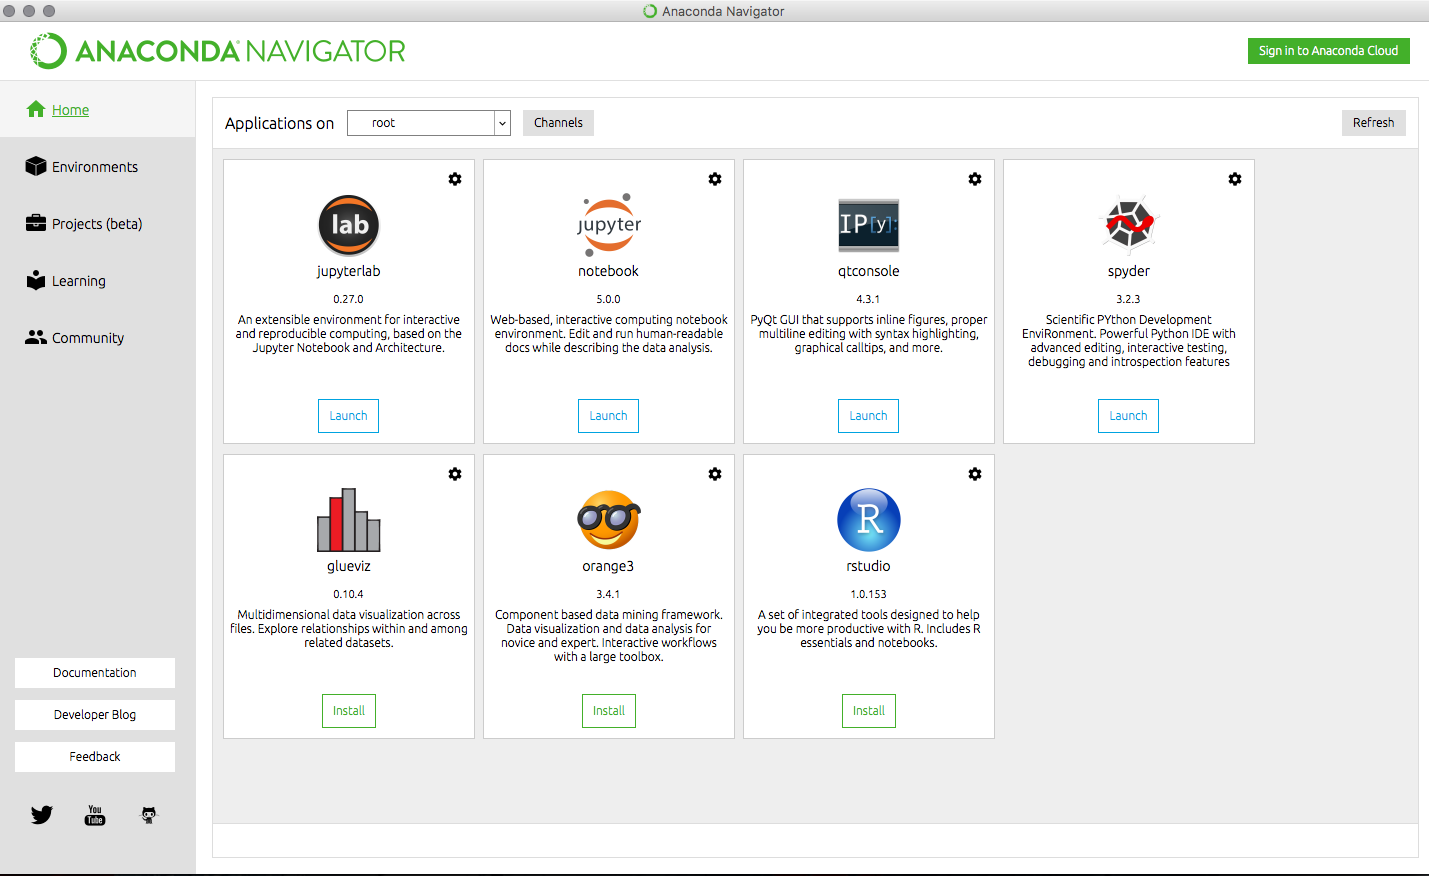 Anaconda Navigator
ANACONDA NAVIGATOR
Sign in to Anaconda Cloud
Home
Environments
Projects (beta)
Learning
Community
Documentation
Developer Blog
Feedback
You
Tube
Applications on
root
Channels
Refresh
lab
jupyterlab
0.27.0
An extensible environment for interactive
and reproducible computing, based on the
Jupyter Notebook and Architecture.
Launch
jupyter
notebook
5.0.0
Web-based, interactive computing notebook
environment. Edit and run human-readable
docs while describing the data analysis.
Launch
IP[y]:
qtconsole
4.3.1
PyQt GUI that supports inline figures, proper
multiline editing with syntax highlighting,
graphical calltips, and more.
Launch
spyder
3.2.3
Scientific PYthon Development
EnviRonment. Powerful Python IDE with
advanced editing, interactive testing,
debugging and introspection features
Launch
glueviz
0.10.4
Multidimensional data visualization across
files. Explore relationships within and among
related datasets.
Install
orange3
3.4.1
Component based data mining framework.
Data visualization and data analysis for
novice and expert. Interactive workflows
with a large toolbox.
Install
R
rstudio
1.0.153
A set of integrated tools designed to help
you be more productive with R. Includes R
essentials and notebooks.
Install